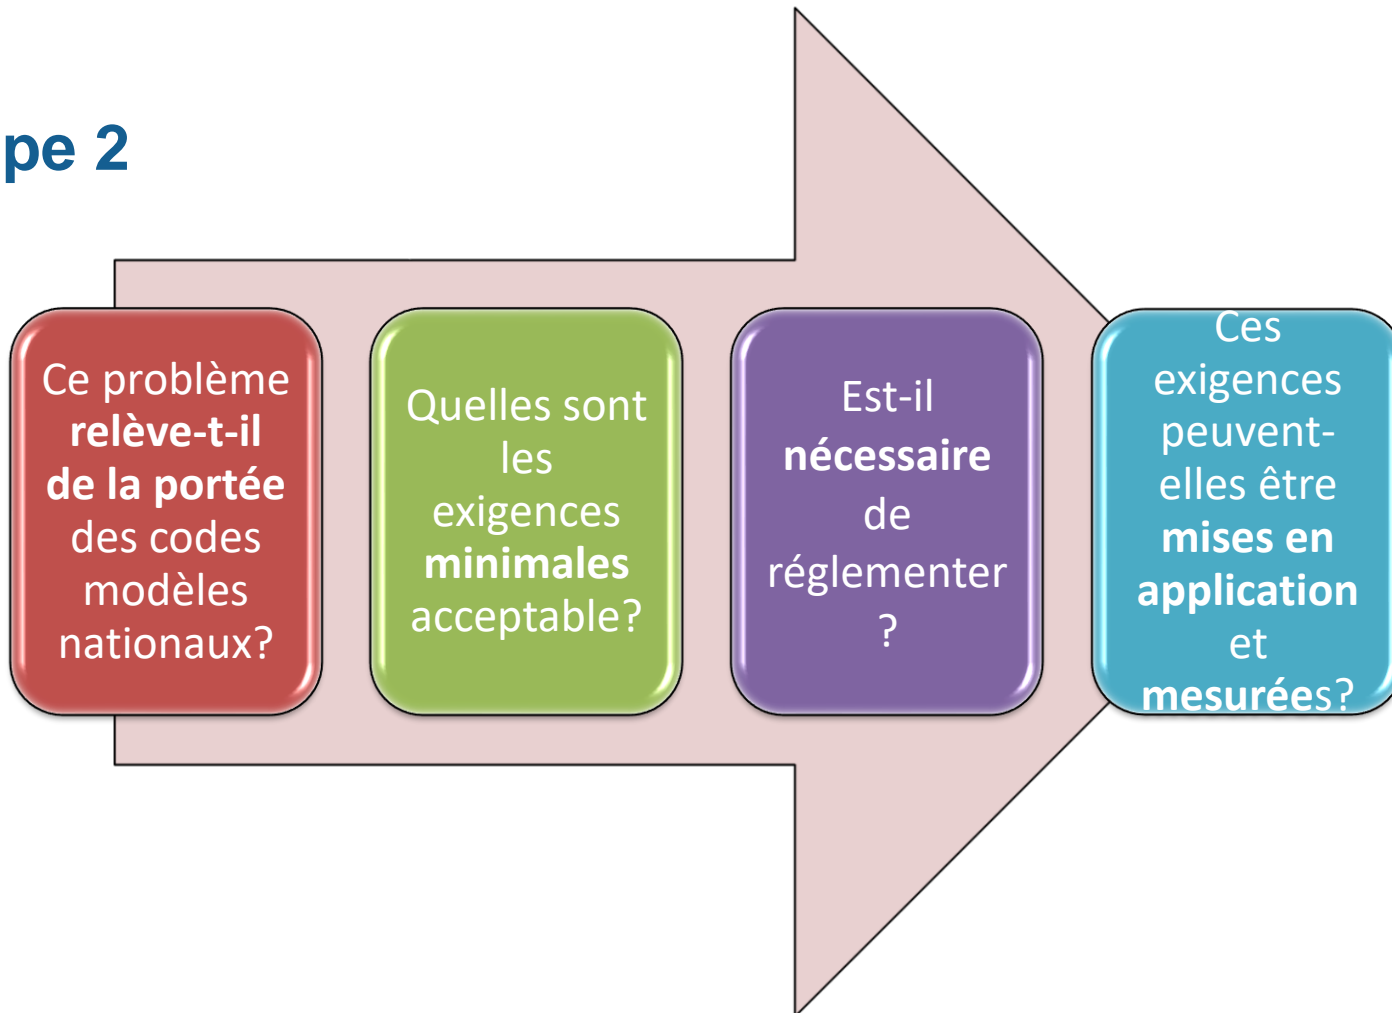 pe 2
Ce problème
relève-t-il
de la portée
des codes
modèles
nationaux?
Quelles sont
les
exigences
minimales
acceptable?
Est-il
nécessaire
de
réglementer
?
Ces
exigences
peuvent-
elles être
mises en
application
et
mesurées?